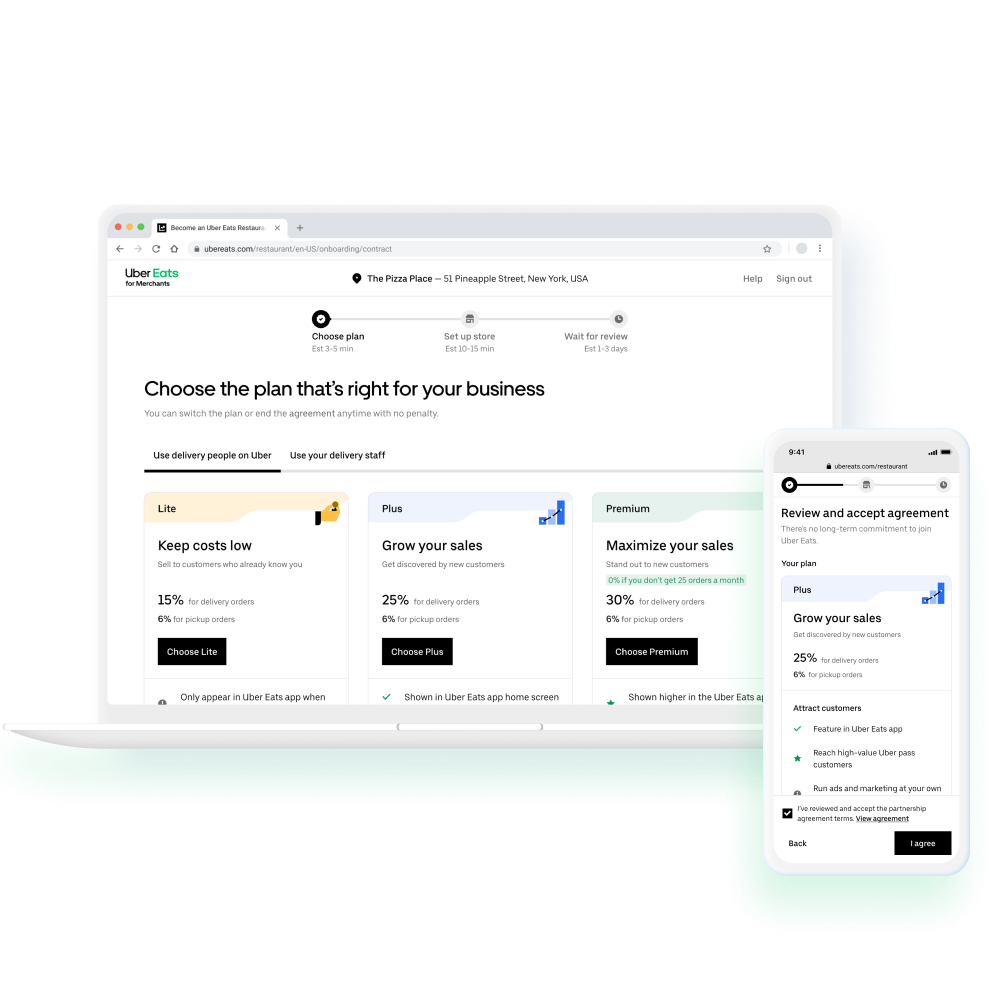 Become an Uber Eats Restaura
ubereats.com/restaurant/en-US/onboarding/contract
Uber Eats
for Merchants
The Pizza Place — 51 Pineapple Street, New York, USA
Help
Sign out
Choose plan
Est 3-5 min
Set up store
Est 10-15 min
Wait for review
Est 1-3 days
Choose the plan that's right for your business
You can switch the plan or end the agreement anytime with no penalty.
Use delivery people on Uber
Use your delivery staff
Lite
Keep costs low
Sell to customers who already know you
15% for delivery orders
6% for pickup orders
Choose Lite
Only appear in Uber Eats app when
Plus
Grow your sales
Get discovered by new customers
25% for delivery orders
6% for pickup orders
Choose Plus
Shown in Uber Eats app home screen
Premium
Maximize your sales
Stand out to new customers
0% if you don't get 25 orders a month
30% for delivery orders
6% for pickup orders
Choose Premium
Shown higher in the Uber Eats ap
9:41
ubereats.com/restaurant
Review and accept agreement
There's no long-term commitment to join
Uber Eats.
Your plan
Plus
Grow your sales
Get discovered by new customers
25% for delivery orders
6% for pickup orders
Attract customers
Feature in Uber Eats app
Reach high-value Uber pass
customers
Run ads and marketing at your own
I've reviewed and accept the partnership
agreement terms. View agreement
Back
I agree